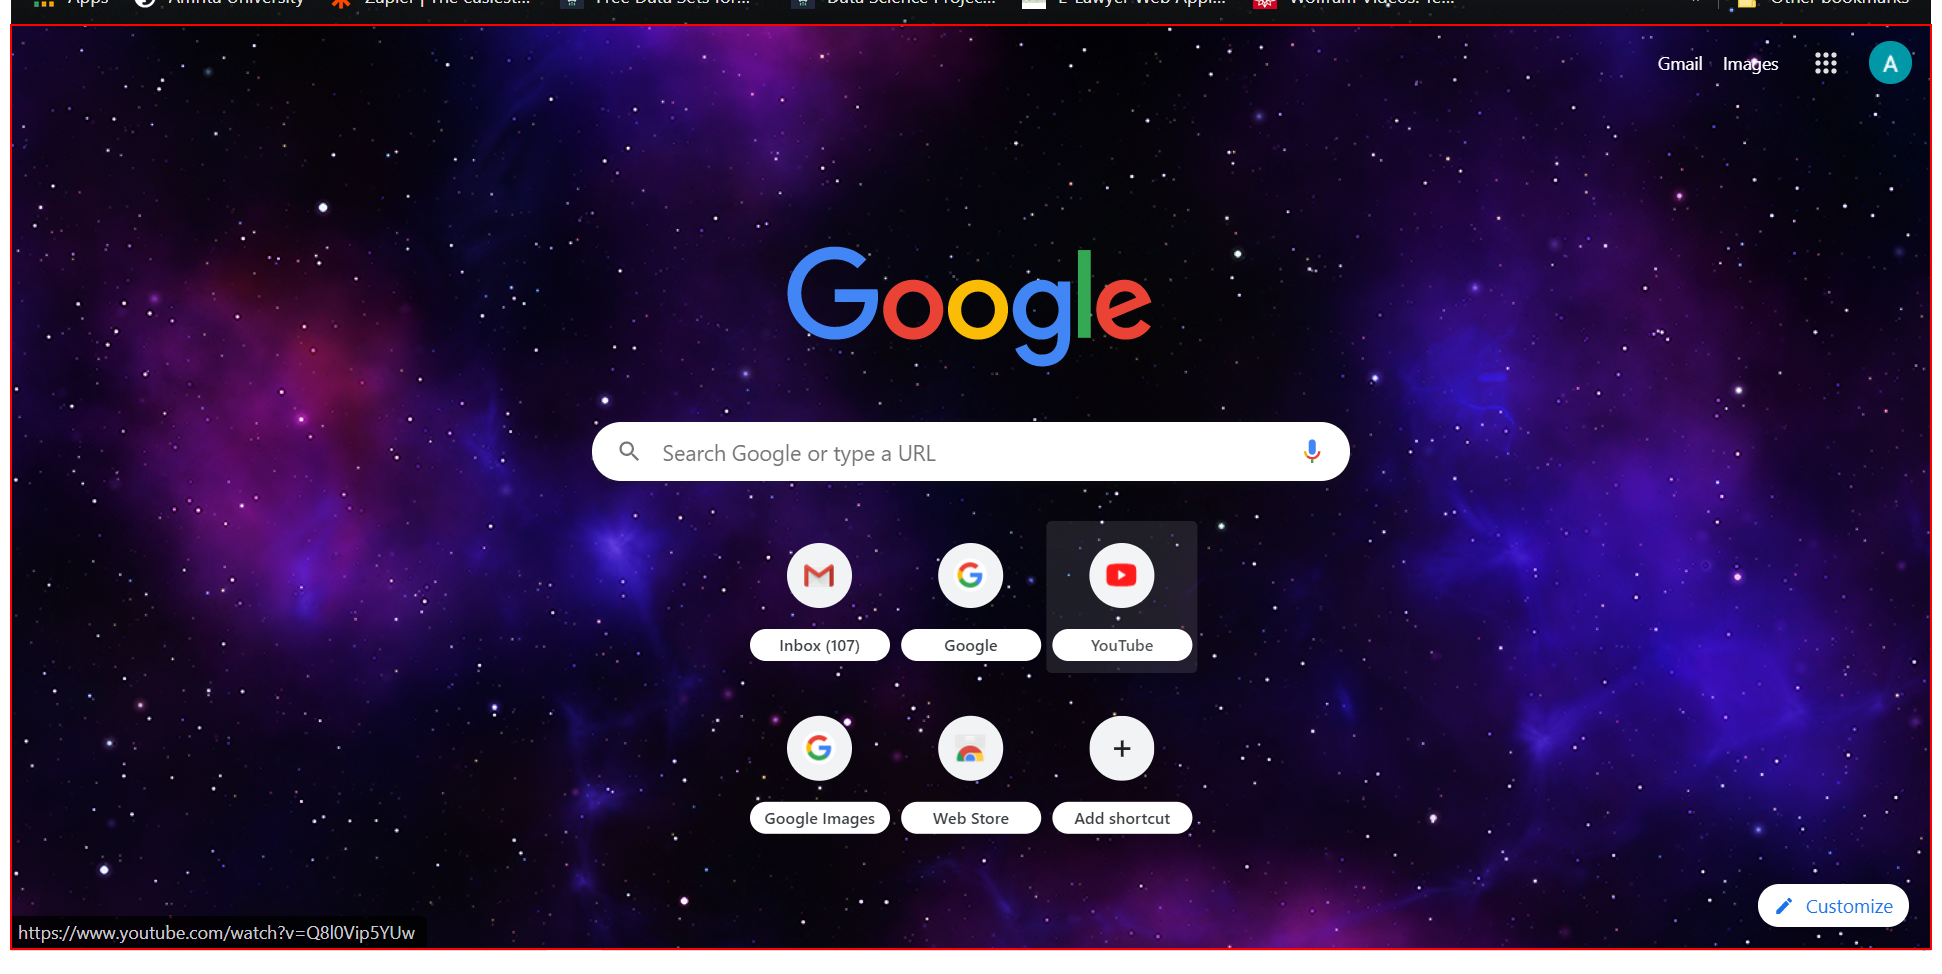 Apps Amrita University Zapier | The easiest... Free Data Sets for... Data Science Projec... E-Lawyer Web Appl... Wolfram Videos: Te... » Other bookmarks
Gmail Images A
Google
Search Google or type a URL
Inbox (107) Google YouTube
Google Images Web Store Add shortcut
Customize
https://www.youtube.com/watch?v=Q8l0Vip5YUw